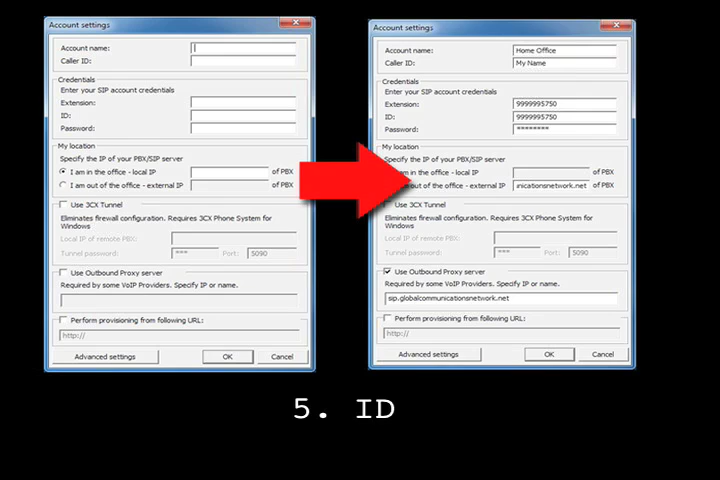 Account settings
Account name:
Caller ID:
Credentials
Enter your SIP account credentials
Extension:
ID:
Password:
My location
Specify the IP of your PBX/SIP server
I am in the office - local IP
of PBX
I am out of the office - external IP
of PBX
Use 3CX Tunnel
Eliminates firewall configuration. Requires 3CX Phone System for
Windows
Local IP of remote PBX:
Tunnel password: *** Port: 5090
Use Outbound Proxy server
Required by some VoIP Providers. Specify IP or name.
Perform provisioning from following URL:
http://
Advanced settings OK Cancel
Account settings
Account name: Home Office
Caller ID: My Name
Credentials
Enter your SIP account credentials
Extension: 9999995750
ID: 9999995750
Password: ********
My location
Specify the IP of your PBX/SIP server
am in the office - local IP
of PBX
out of the office - external IP
unicationsnetwork.net of PBX
Use 3CX Tunnel
Eliminates firewall configuration. Requires 3CX Phone System for
Windows
Local IP of remote PBX:
Tunnel password: *** Port: 5090
Use Outbound Proxy server
Required by some VoIP Providers. Specify IP or name.
sip.globalcommunicationsnetwork.net
Perform provisioning from following URL:
http://
Advanced settings OK Cancel
5. ID